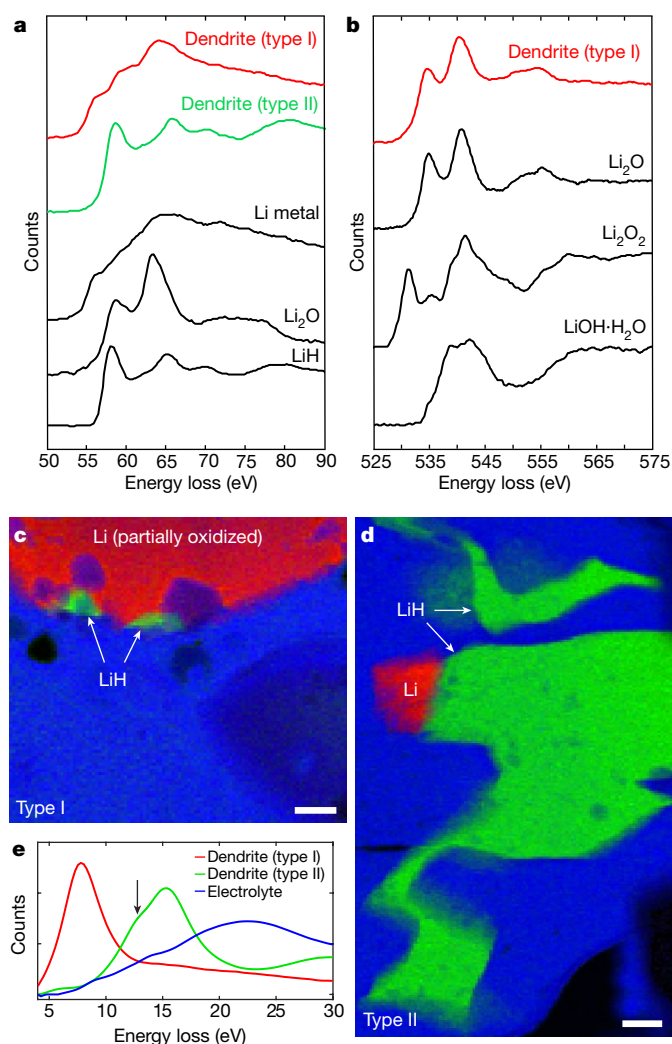 a
Dendrite (type I)
Dendrite (type II)
Li metal
Li₂O
LiH
Counts
50 55 60 65 70 75 80 85 90
Energy loss (eV)
b
Dendrite (type I)
Li₂O
Li₂O₂
LiOH·H₂O
Counts
525 535 545 555 565 575
Energy loss (eV)
c
Li (partially oxidized)
LiH
Type I
d
LiH
Li
Type II
e
Dendrite (type I)
Dendrite (type II)
Electrolyte
Counts
5 10 15 20 25 30
Energy loss (eV)